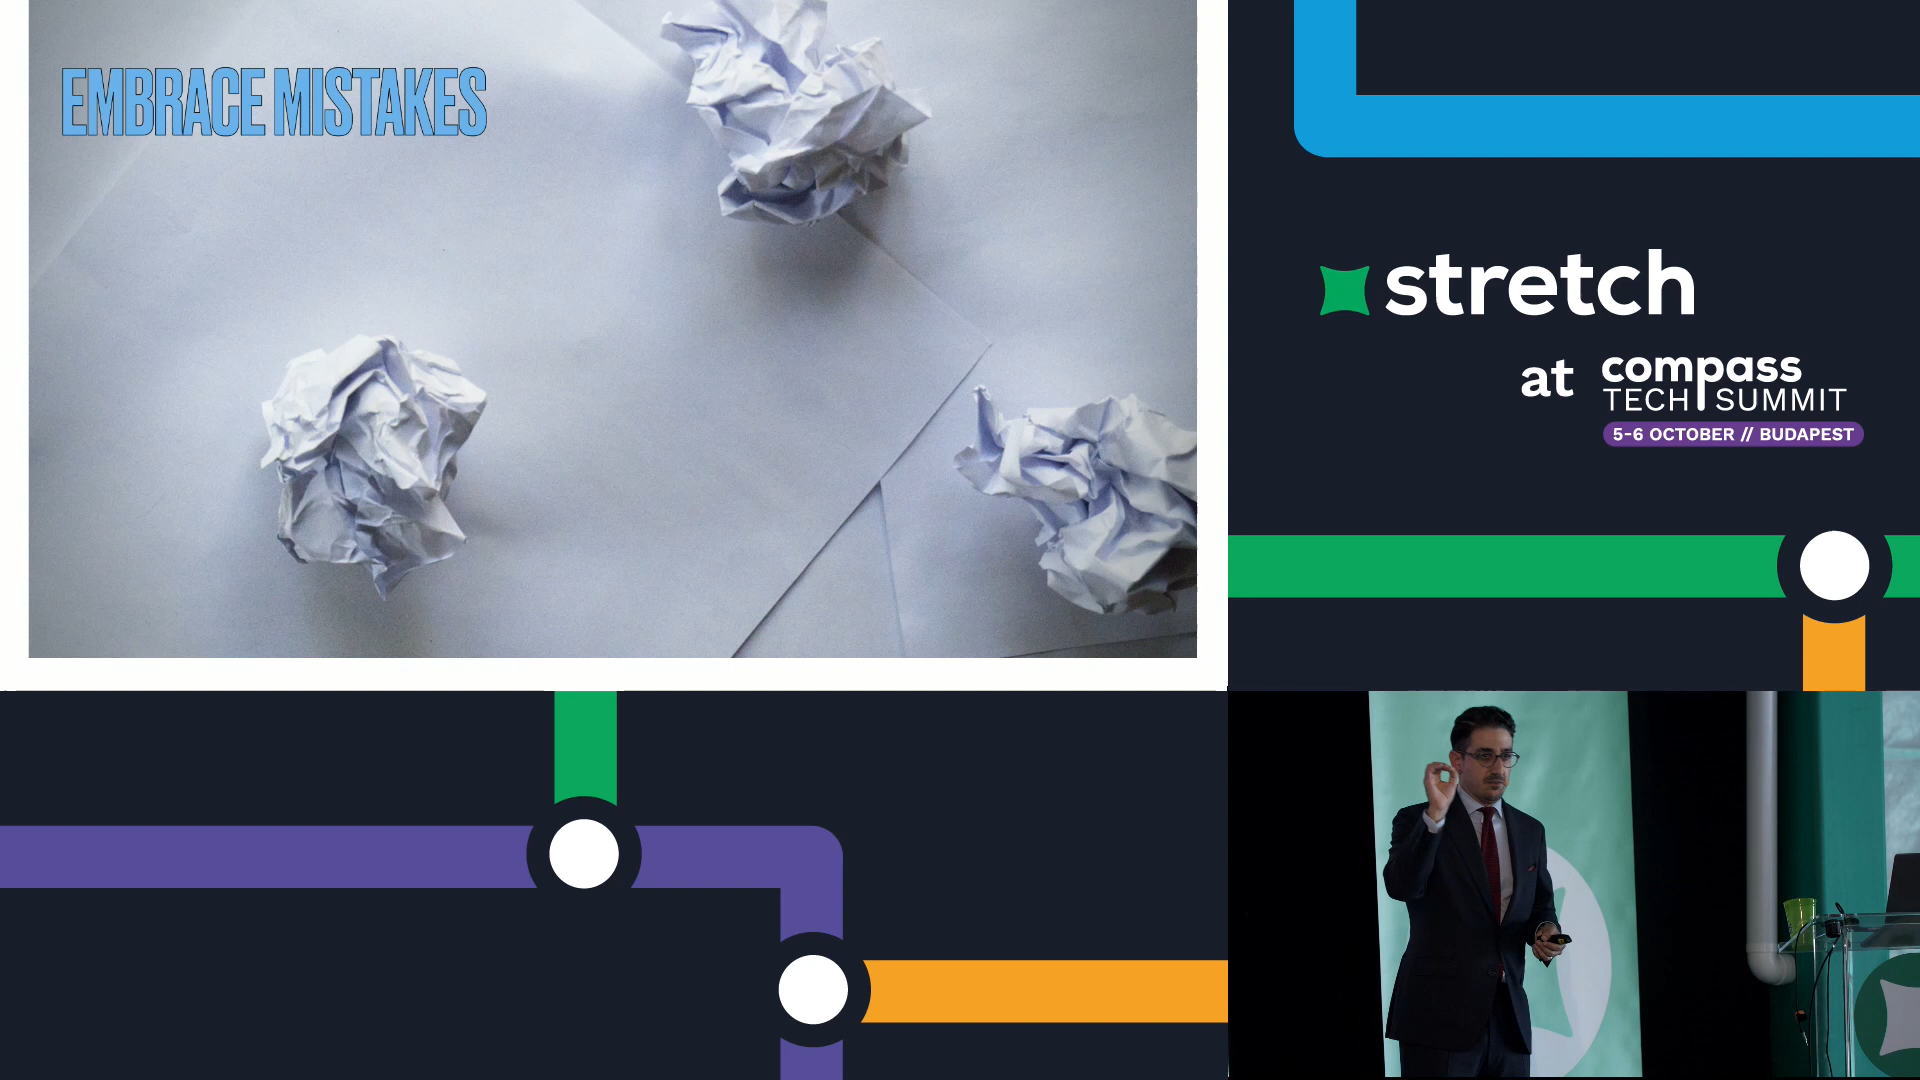 EMBRACE MISTAKES
stretch
at compass
TECH SUMMIT
5-6 OCTOBER // BUDAPEST